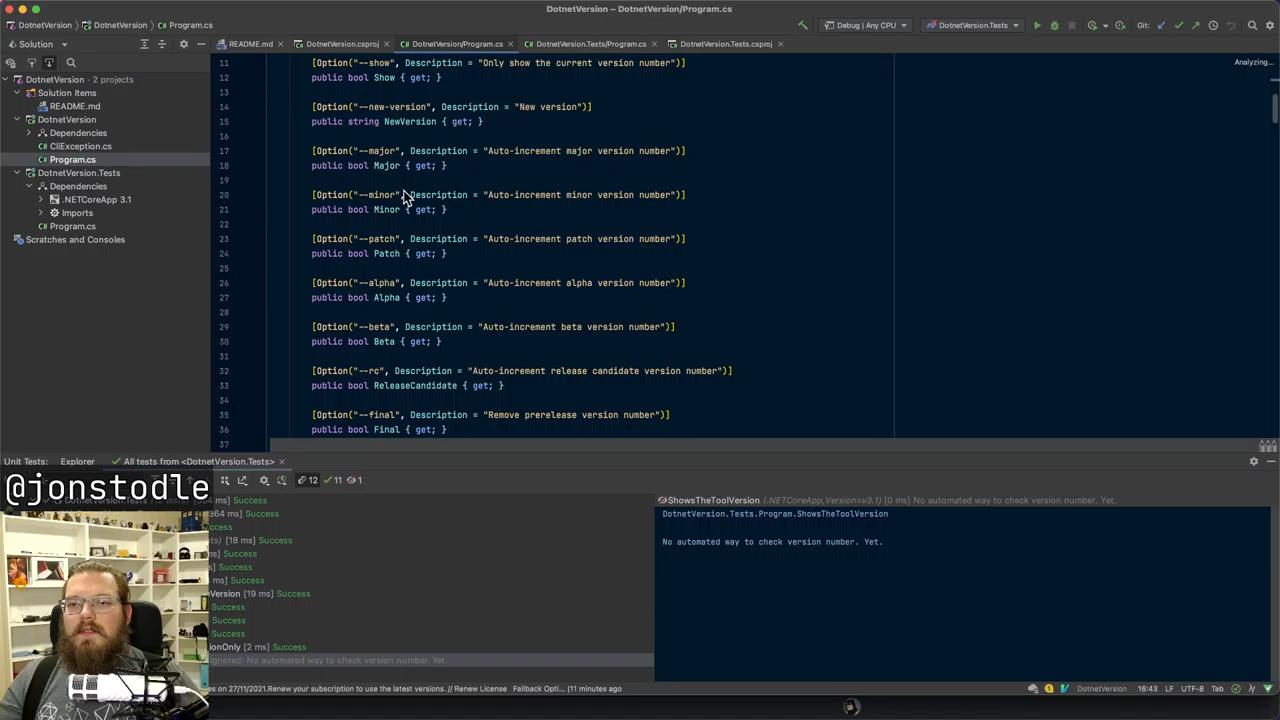 DotnetVersion – DotnetVersion/Program.cs
DotnetVersion DotnetVersion Program.cs
Debug | Any CPU
DotnetVersion.Tests
Git:
Solution
README.md
DotnetVersion.csproj
DotnetVersion/Program.cs
DotnetVersion.Tests/Program.cs
DotnetVersion.Tests.csproj
Analyzing...
DotnetVersion · 2 projects
Solution Items
README.md
DotnetVersion
Dependencies
CliException.cs
Program.cs
DotnetVersion.Tests
Dependencies
.NETCoreApp 3.1
Imports
Program.cs
Scratches and Consoles
11 [Option("--show", Description = "Only show the current version number")]
12 public bool Show { get; }
13
14 [Option("--new-version", Description = "New version")]
15 public string NewVersion { get; }
16
17 [Option("--major", Description = "Auto-increment major version number")]
18 public bool Major { get; }
19
20 [Option("--minor", Description = "Auto-increment minor version number")]
21 public bool Minor { get; }
22
23 [Option("--patch", Description = "Auto-increment patch version number")]
24 public bool Patch { get; }
25
26 [Option("--alpha", Description = "Auto-increment alpha version number")]
27 public bool Alpha { get; }
28
29 [Option("--beta", Description = "Auto-increment beta version number")]
30 public bool Beta { get; }
31
32 [Option("--rc", Description = "Auto-increment release candidate version number")]
33 public bool ReleaseCandidate { get; }
34
35 [Option("--final", Description = "Remove prerelease version number")]
36 public bool Final { get; }
37
Unit Tests: Explorer All tests from <DotnetVersion.Tests>
@jonstodle
12 11 1
Success
364 ms] Success
Success
[18 ms] Success
Success
Success
ms] Success
Version [19 ms] Success
Success
Success
Success
ionOnly [2 ms] Success
Ignored: No automated way to check version number. Yet.
ShowsTheToolVersion (.NETCoreApp,Version=v3.1) [0 ms] No automated way to check version number. Yet.
DotnetVersion.Tests.Program.ShowsTheToolVersion
No automated way to check version number. Yet.
es on 27/11/2021.Renew your subscription to use the latest versions. // Renew License Fallback Opti... (11 minutes ago)
DotnetVersion 16:43 LF UTF-8 Tab